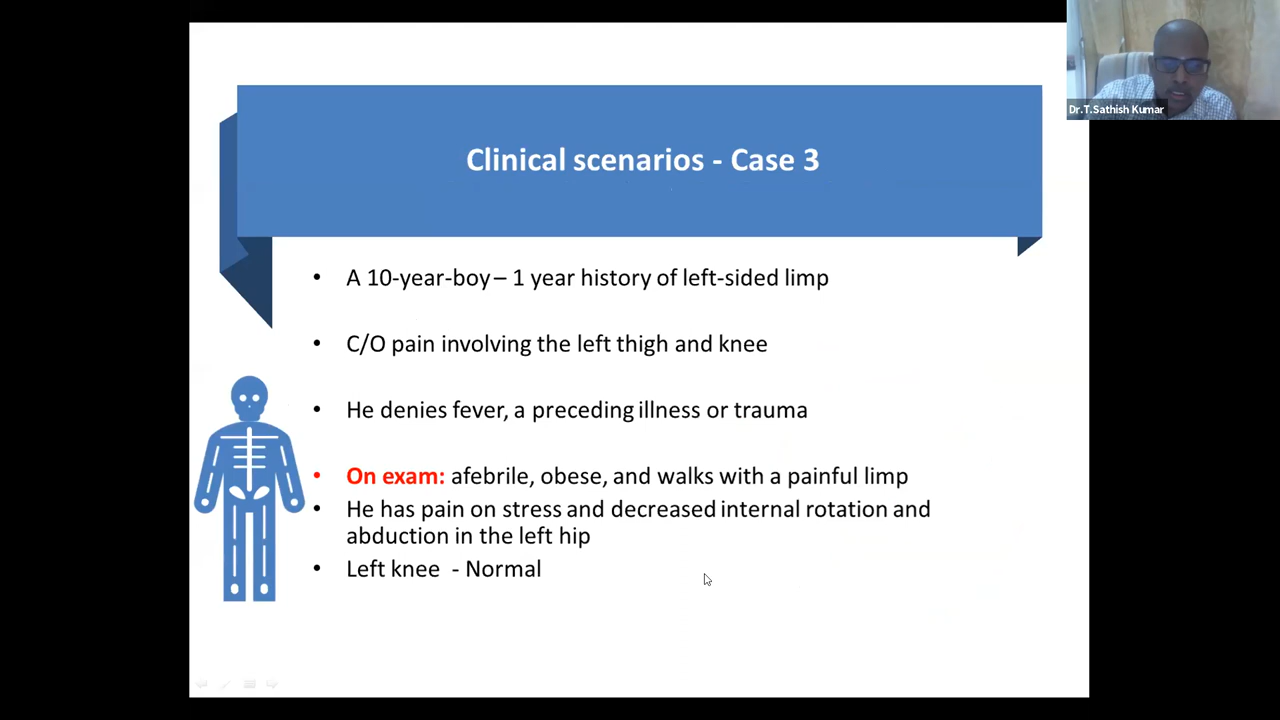 Dr.T.Sathish Kumar
Clinical scenarios - Case 3
• A 10-year-boy – 1 year history of left-sided limp
• C/O pain involving the left thigh and knee
• He denies fever, a preceding illness or trauma
• On exam: afebrile, obese, and walks with a painful limp
• He has pain on stress and decreased internal rotation and
abduction in the left hip
• Left knee - Normal